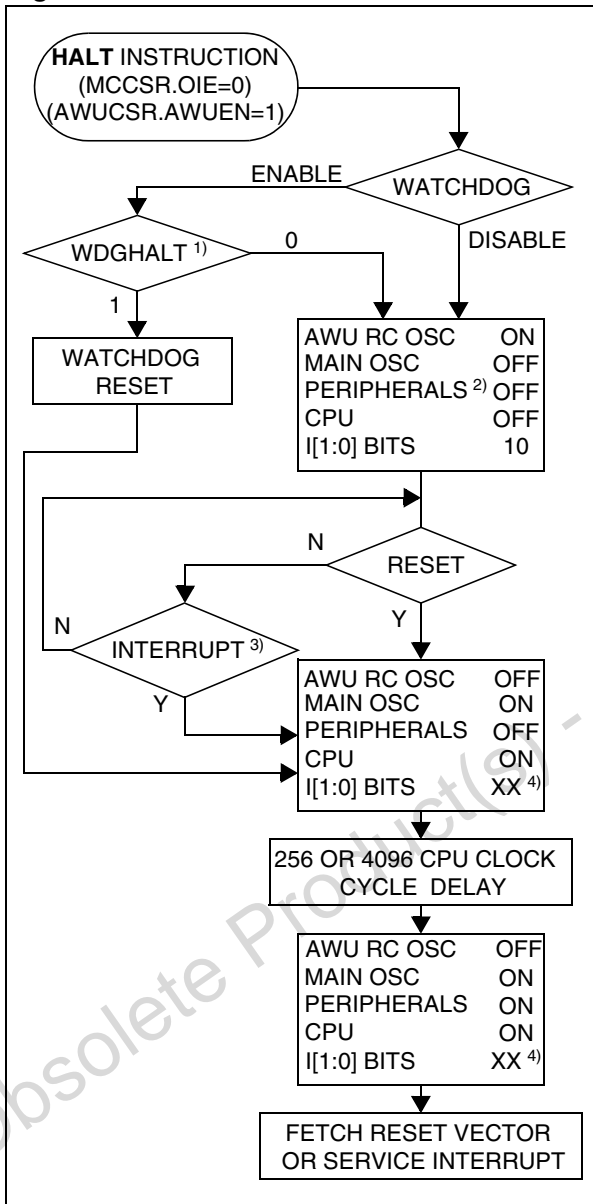 HALT INSTRUCTION
(MCCSR.OIE=0)
(AWUCSR.AWUEN=1)
ENABLE
WATCHDOG
WDGHALT 1)
0
DISABLE
1
WATCHDOG
RESET
AWU RC OSC ON
MAIN OSC OFF
PERIPHERALS 2) OFF
CPU OFF
I[1:0] BITS 10
N
RESET
N
Y
INTERRUPT 3)
Y
AWU RC OSC OFF
MAIN OSC ON
PERIPHERALS OFF
CPU ON
I[1:0] BITS XX 4)
256 OR 4096 CPU CLOCK
CYCLE DELAY
AWU RC OSC OFF
MAIN OSC ON
PERIPHERALS ON
CPU ON
I[1:0] BITS XX 4)
FETCH RESET VECTOR
OR SERVICE INTERRUPT
Obsolete Product(s) -